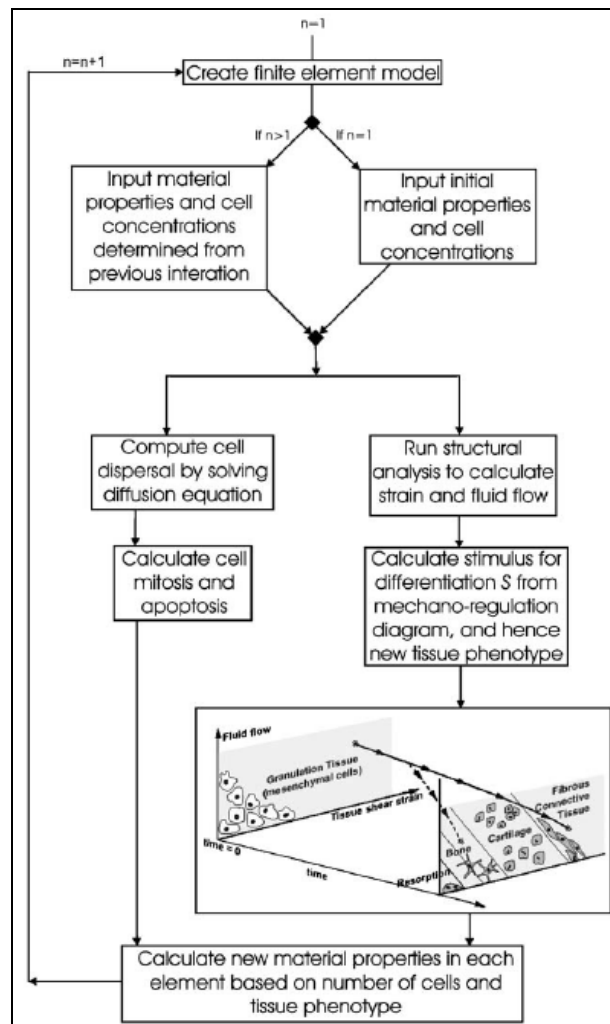 n=1
n=n+1
Create finite element model
If n>1
If n=1
Input material
properties and cell
concentrations
determined from
previous interation
Input initial
material properties
and cell
concentrations
Compute cell
dispersal by solving
diffusion equation
Run structural
analysis to calculate
strain and fluid flow
Calculate cell
mitosis and
apoptosis
Calculate stimulus for
differentiation S from
mechano-regulation
diagram, and hence
new tissue phenotype
Fluid flow
Granulation Tissue
(mesenchymal cells)
Tissue shear strain
time = 0
time
Fibrous
Connective
Tissue
Cartilage
Bone
Resorption
Calculate new material properties in each
element based on number of cells and
tissue phenotype